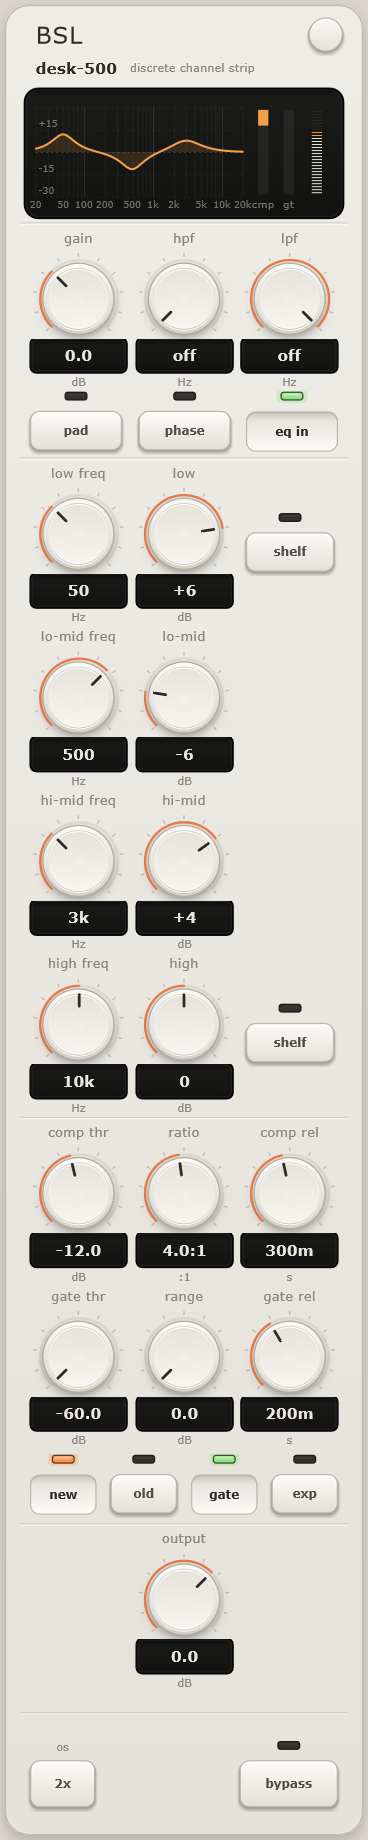 BSL
desk-500 discrete channel strip
+15
-15
-30
20 50 100 200 500 1k 2k 5k 10k 20k cmp gt
gain hpf lpf
0.0 off off
dB Hz Hz
pad phase eq in
low freq low
50 +6 shelf
Hz dB
lo-mid freq lo-mid
500 -6
Hz dB
hi-mid freq hi-mid
3k +4
Hz dB
high freq high
10k 0 shelf
Hz dB
comp thr ratio comp rel
-12.0 4.0:1 300m
dB :1 s
gate thr range gate rel
-60.0 0.0 200m
dB dB s
new old gate exp
output
0.0
dB
os
2x bypass